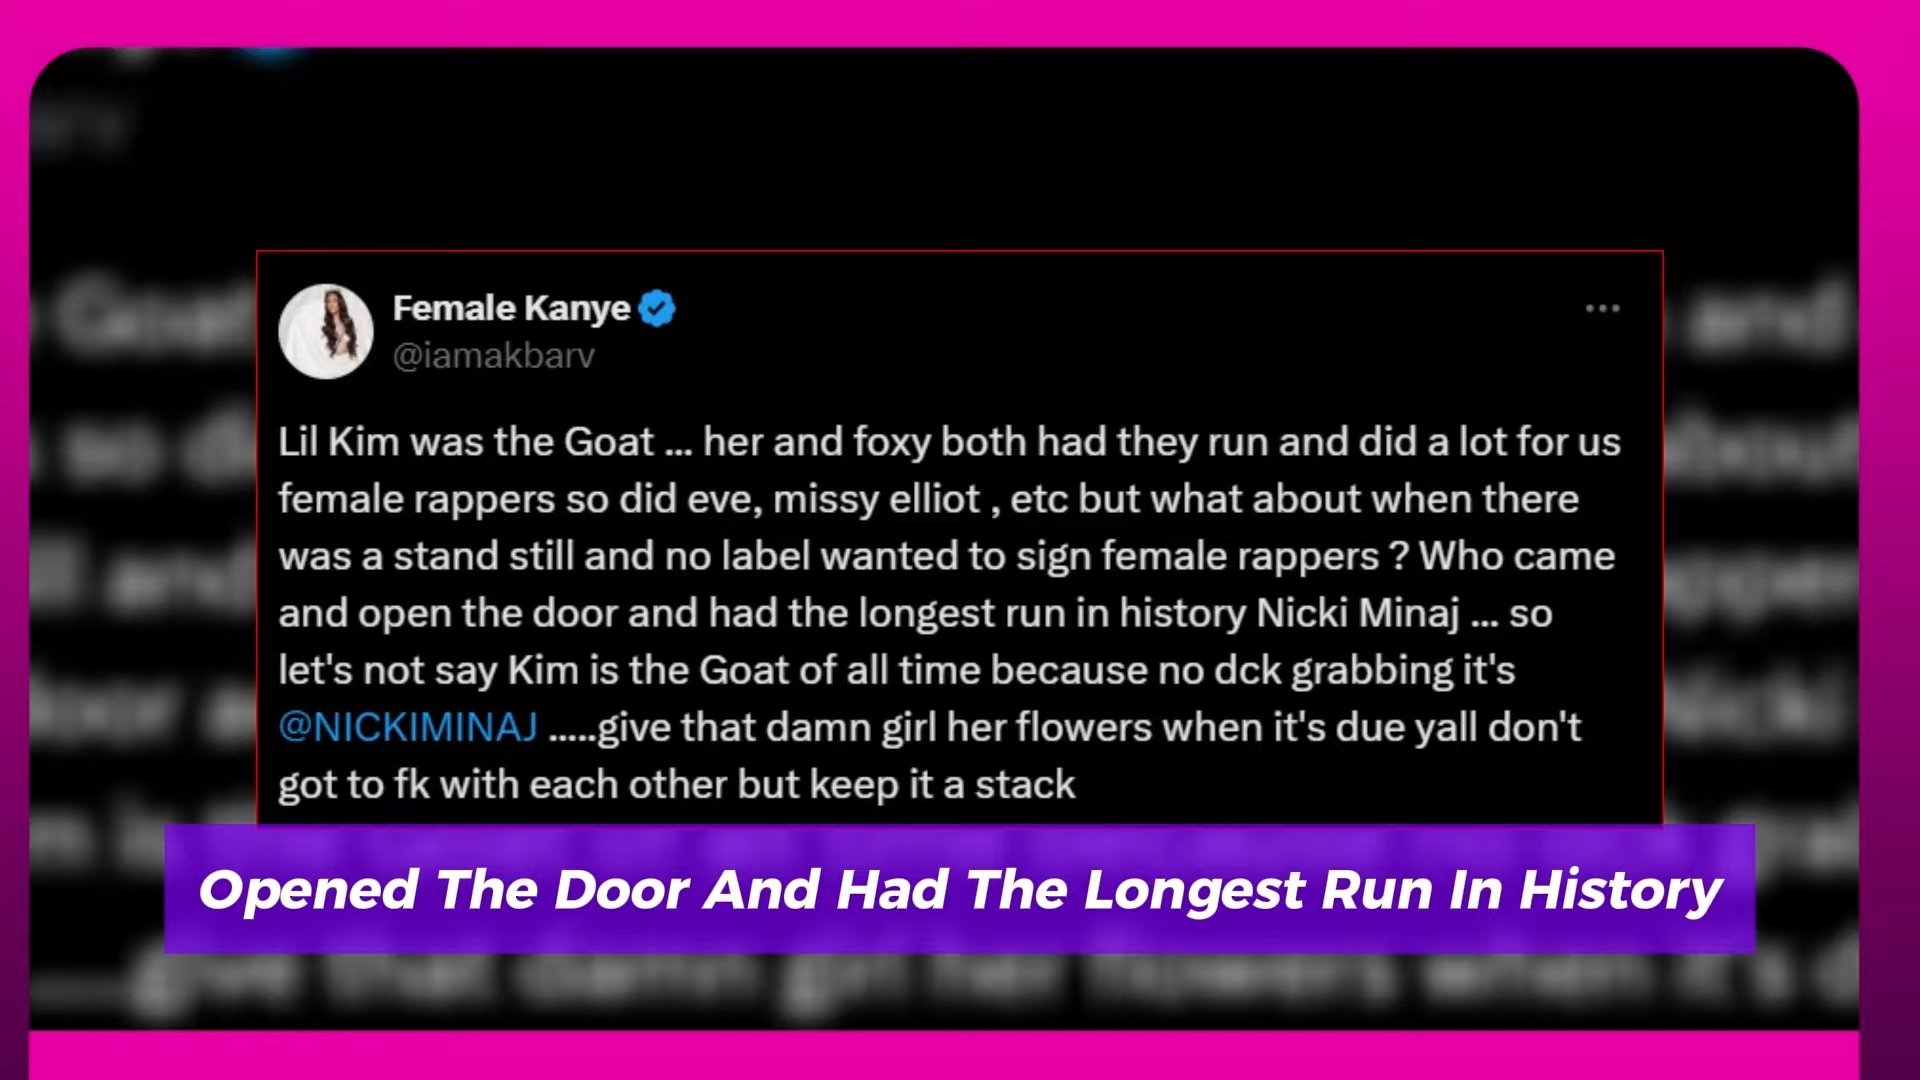 Female Kanye
@iamakbarv
Lil Kim was the Goat ... her and foxy both had they run and did a lot for us
female rappers so did eve, missy elliot , etc but what about when there
was a stand still and no label wanted to sign female rappers ? Who came
and open the door and had the longest run in history Nicki Minaj ... so
let's not say Kim is the Goat of all time because no dck grabbing it's
@NICKIMINAJ .....give that damn girl her flowers when it's due yall don't
got to fk with each other but keep it a stack
Opened The Door And Had The Longest Run In History